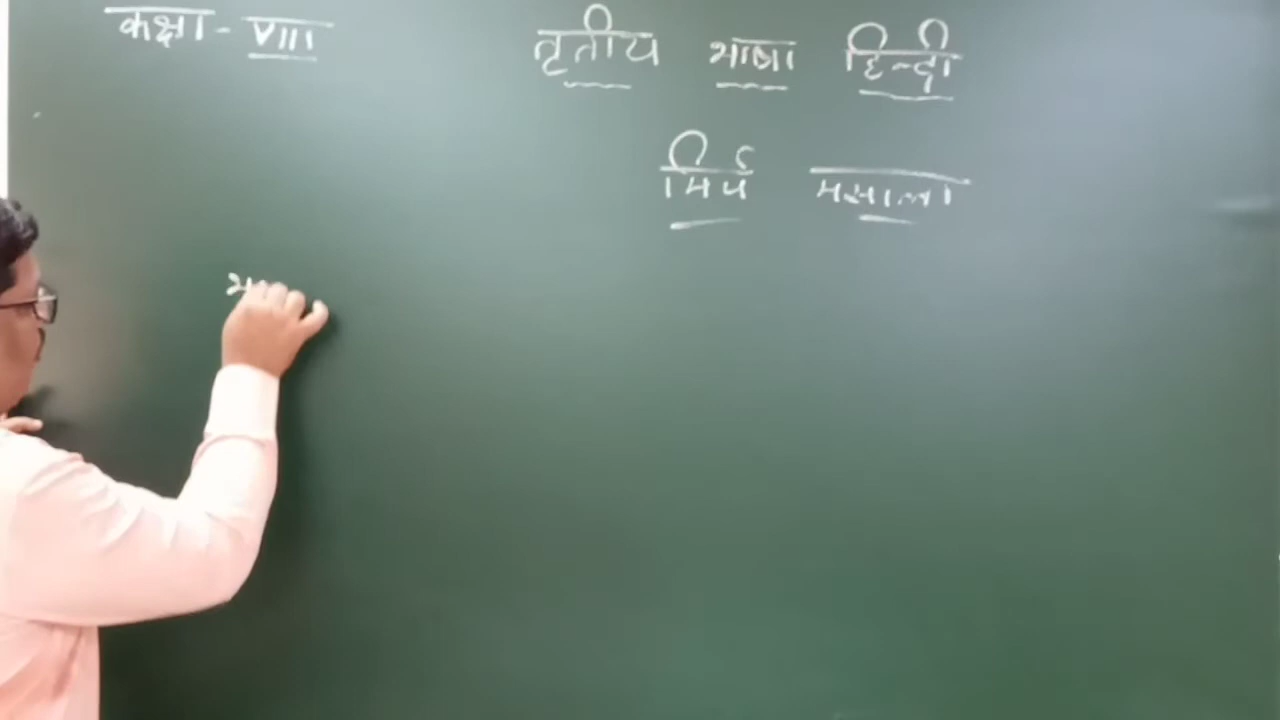 कक्षा - VIII
तृतीय भाषा हिन्दी
मिर्च मसाला